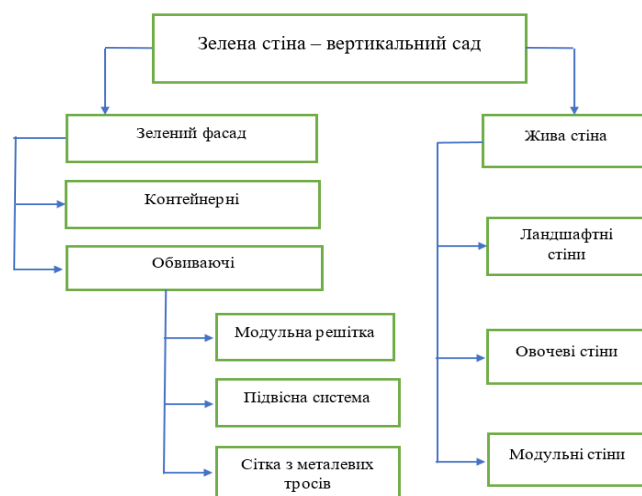 Зелена стіна – вертикальний сад
Зелений фасад
Контейнерні
Обвиваючі
Модульна решітка
Підвісна система
Сітка з металевих
тросів
Жива стіна
Ландшафтні
стіни
Овочеві стіни
Модульні стіни